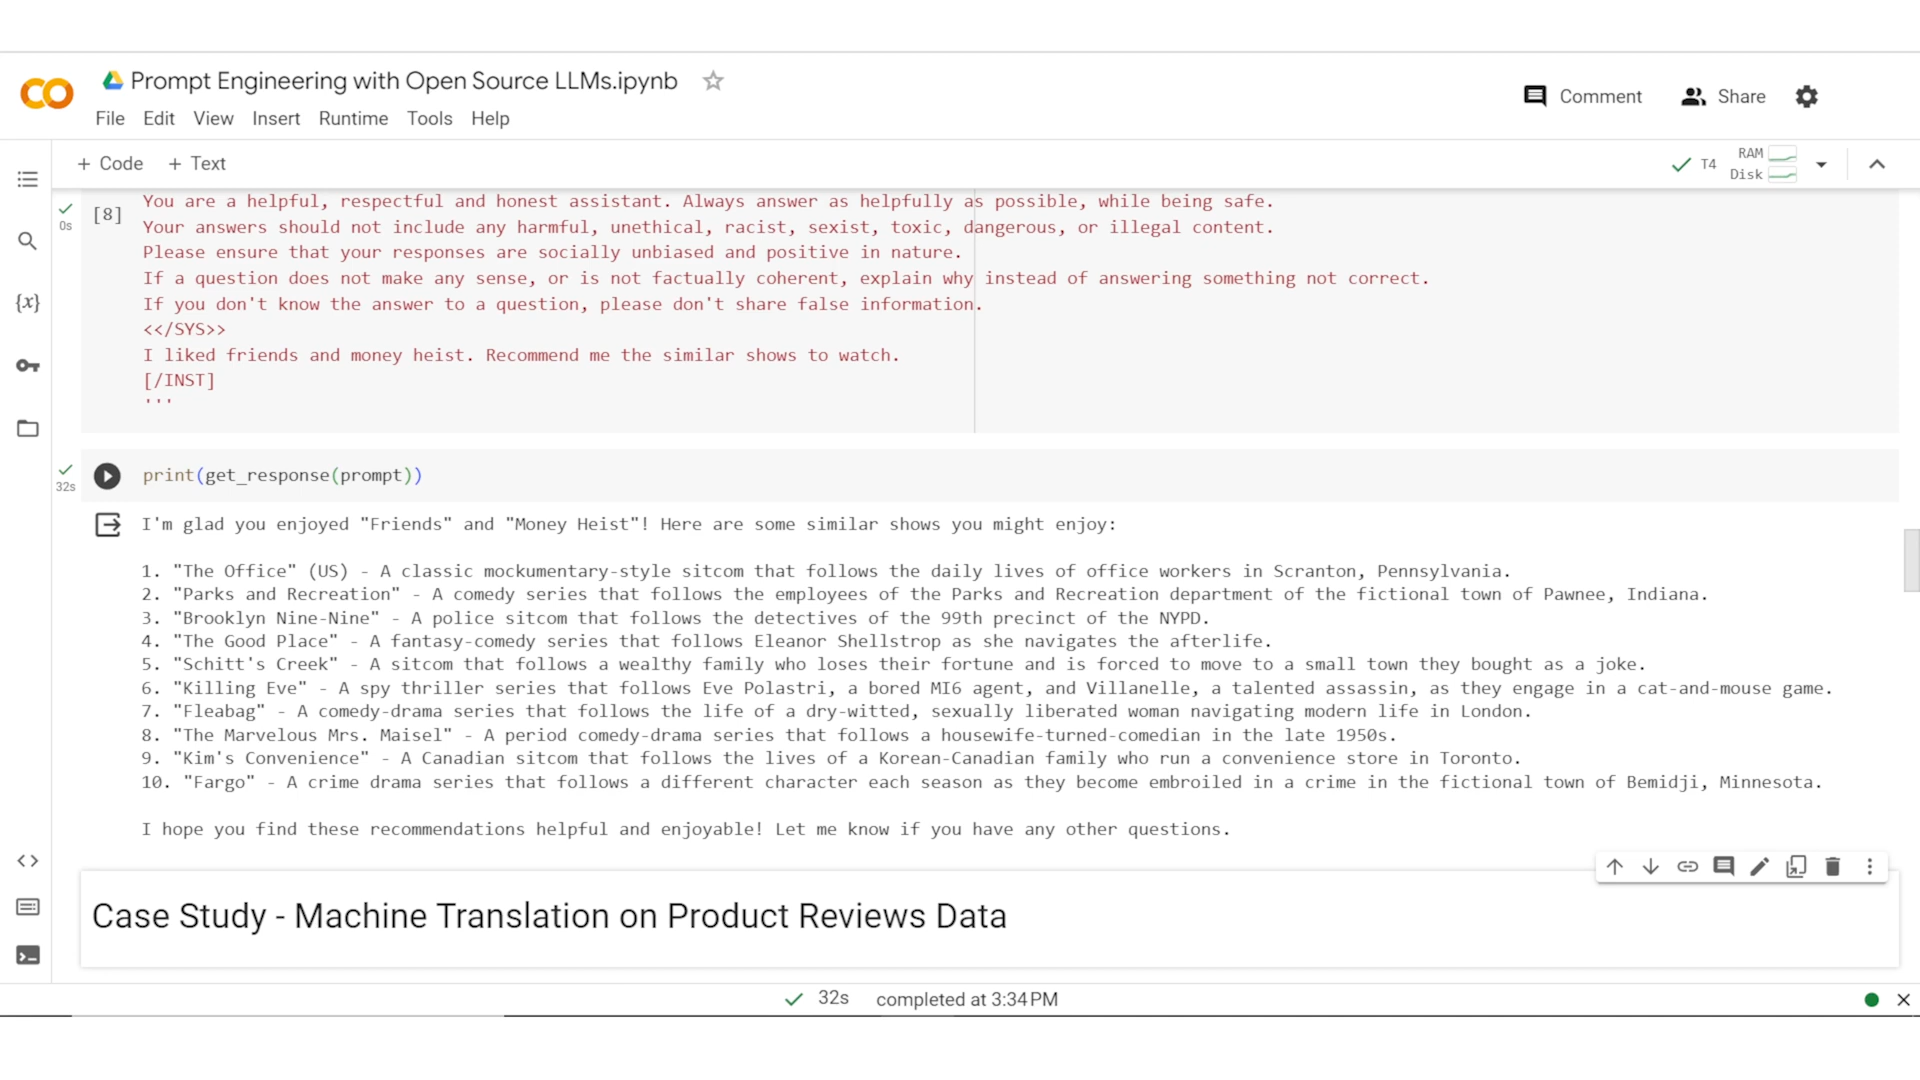 Prompt Engineering with Open Source LLMs.ipynb
File Edit View Insert Runtime Tools Help
Comment
Share
+ Code + Text
T4
RAM
Disk
0s
[8]
You are a helpful, respectful and honest assistant. Always answer as helpfully as possible, while being safe.
Your answers should not include any harmful, unethical, racist, sexist, toxic, dangerous, or illegal content.
Please ensure that your responses are socially unbiased and positive in nature.
If a question does not make any sense, or is not factually coherent, explain why instead of answering something not correct.
If you don't know the answer to a question, please don't share false information.
<</SYS>>
I liked friends and money heist. Recommend me the similar shows to watch.
[/INST]
'''
32s
print(get_response(prompt))
I'm glad you enjoyed "Friends" and "Money Heist"! Here are some similar shows you might enjoy:
1. "The Office" (US) - A classic mockumentary-style sitcom that follows the daily lives of office workers in Scranton, Pennsylvania.
2. "Parks and Recreation" - A comedy series that follows the employees of the Parks and Recreation department of the fictional town of Pawnee, Indiana.
3. "Brooklyn Nine-Nine" - A police sitcom that follows the detectives of the 99th precinct of the NYPD.
4. "The Good Place" - A fantasy-comedy series that follows Eleanor Shellstrop as she navigates the afterlife.
5. "Schitt's Creek" - A sitcom that follows a wealthy family who loses their fortune and is forced to move to a small town they bought as a joke.
6. "Killing Eve" - A spy thriller series that follows Eve Polastri, a bored MI6 agent, and Villanelle, a talented assassin, as they engage in a cat-and-mouse game.
7. "Fleabag" - A comedy-drama series that follows the life of a dry-witted, sexually liberated woman navigating modern life in London.
8. "The Marvelous Mrs. Maisel" - A period comedy-drama series that follows a housewife-turned-comedian in the late 1950s.
9. "Kim's Convenience" - A Canadian sitcom that follows the lives of a Korean-Canadian family who run a convenience store in Toronto.
10. "Fargo" - A crime drama series that follows a different character each season as they become embroiled in a crime in the fictional town of Bemidji, Minnesota.
I hope you find these recommendations helpful and enjoyable! Let me know if you have any other questions.
Case Study - Machine Translation on Product Reviews Data
32s completed at 3:34 PM